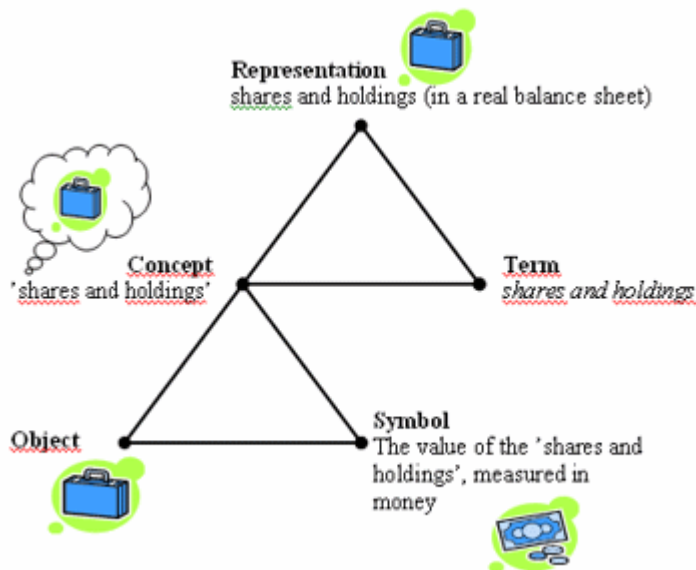 Representation
shares and holdings (in a real balance sheet)
Concept
'shares and holdings'
Term
shares and holdings
Object
Symbol
The value of the 'shares and
holdings', measured in
money